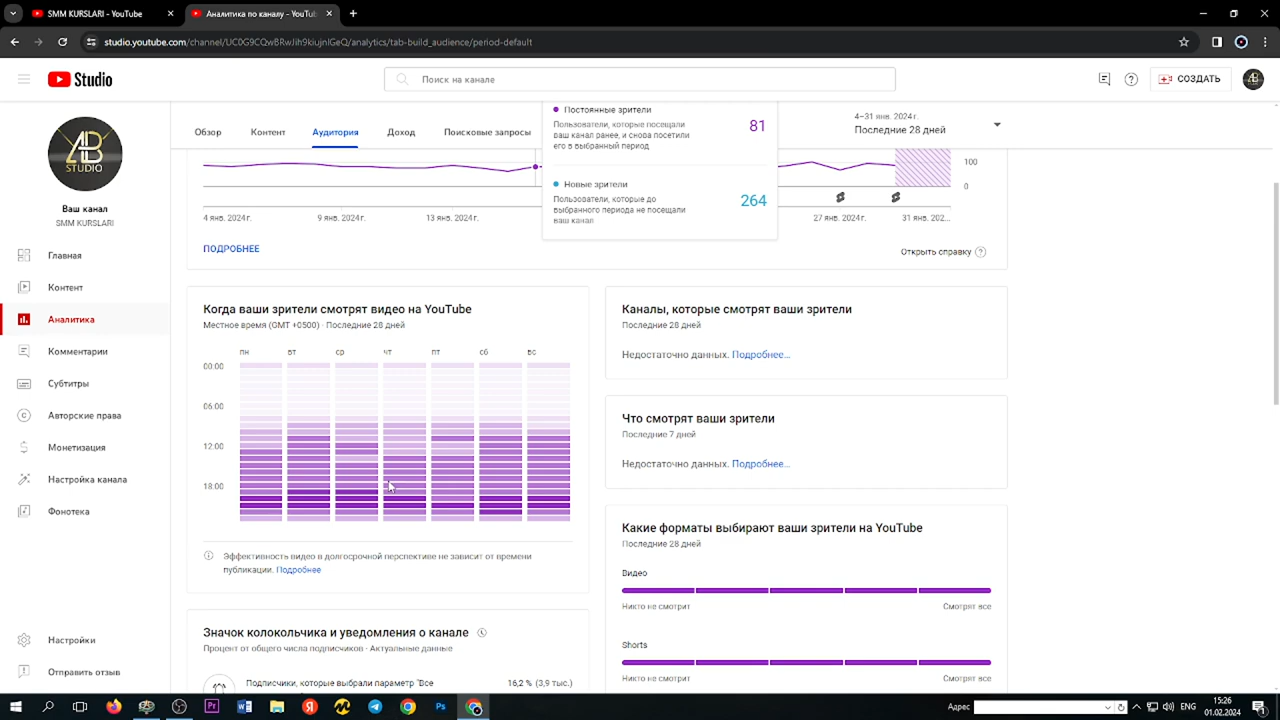 SMM KURSLARI - YouTube
Аналитика по каналу - YouTub
studio.youtube.com/channel/UC0G9CQwBRwJih9kiujnIGeQ/analytics/tab-build_audience/period-default
Studio
Поиск на канале
СОЗДАТЬ
AB
STUDIO
Ваш канал
SMM KURSLARI
Главная
Контент
Аналитика
Комментарии
Субтитры
Авторские права
Монетизация
Настройка канала
Фонотека
Настройки
Отправить отзыв
Обзор
Контент
Аудитория
Доход
Поисковые запросы
4–31 янв. 2024 г.
Последние 28 дней
Постоянные зрители
81
Пользователи, которые посещали
ваш канал ранее, и снова посетили
его в выбранный период
Новые зрители
264
Пользователи, которые до
выбранного периода не посещали
ваш канал
100
0
4 янв. 2024 г.
9 янв. 2024 г.
13 янв. 2024 г.
27 янв. 2024 г.
31 янв. 202...
ПОДРОБНЕЕ
Открыть справку
Когда ваши зрители смотрят видео на YouTube
Местное время (GMT +0500) · Последние 28 дней
пн вт ср чт пт сб вс
00:00
06:00
12:00
18:00
Эффективность видео в долгосрочной перспективе не зависит от времени
публикации. Подробнее
Значок колокольчика и уведомления о канале
Процент от общего числа подписчиков · Актуальные данные
Подписчики, которые выбрали параметр "Все
16,2 % (3,9 тыс.)
Каналы, которые смотрят ваши зрители
Последние 28 дней
Недостаточно данных. Подробнее...
Что смотрят ваши зрители
Последние 7 дней
Недостаточно данных. Подробнее...
Какие форматы выбирают ваши зрители на YouTube
Последние 28 дней
Видео
Никто не смотрит
Смотрят все
Shorts
Никто не смотрит
Смотрят все
Адрес
ENG
15:26
01.02.2024